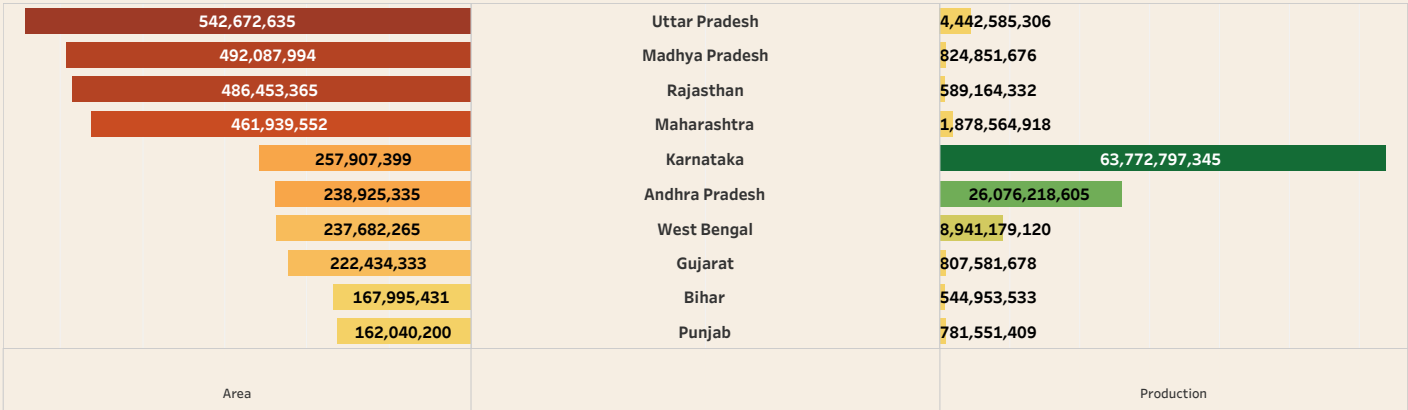 542,672,635 Uttar Pradesh 4,442,585,306
492,087,994 Madhya Pradesh 824,851,676
486,453,365 Rajasthan 589,164,332
461,939,552 Maharashtra 1,878,564,918
257,907,399 Karnataka 63,772,797,345
238,925,335 Andhra Pradesh 26,076,218,605
237,682,265 West Bengal 8,941,179,120
222,434,333 Gujarat 807,581,678
167,995,431 Bihar 544,953,533
162,040,200 Punjab 781,551,409
Area Production